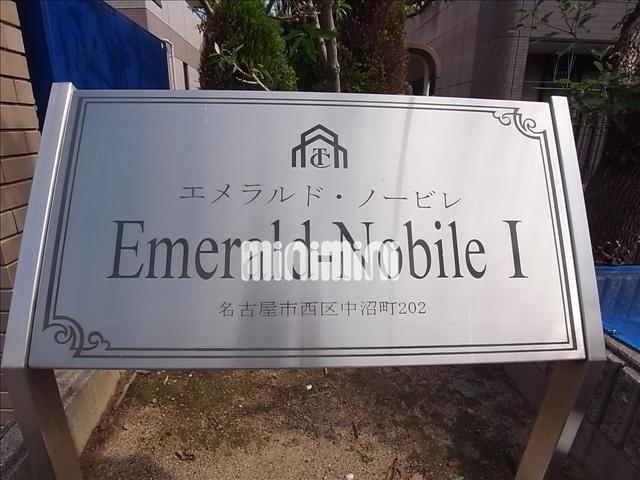 TC
エメラルド・ノービレ
Emerald-Nobile I
名古屋市西区中沼町202